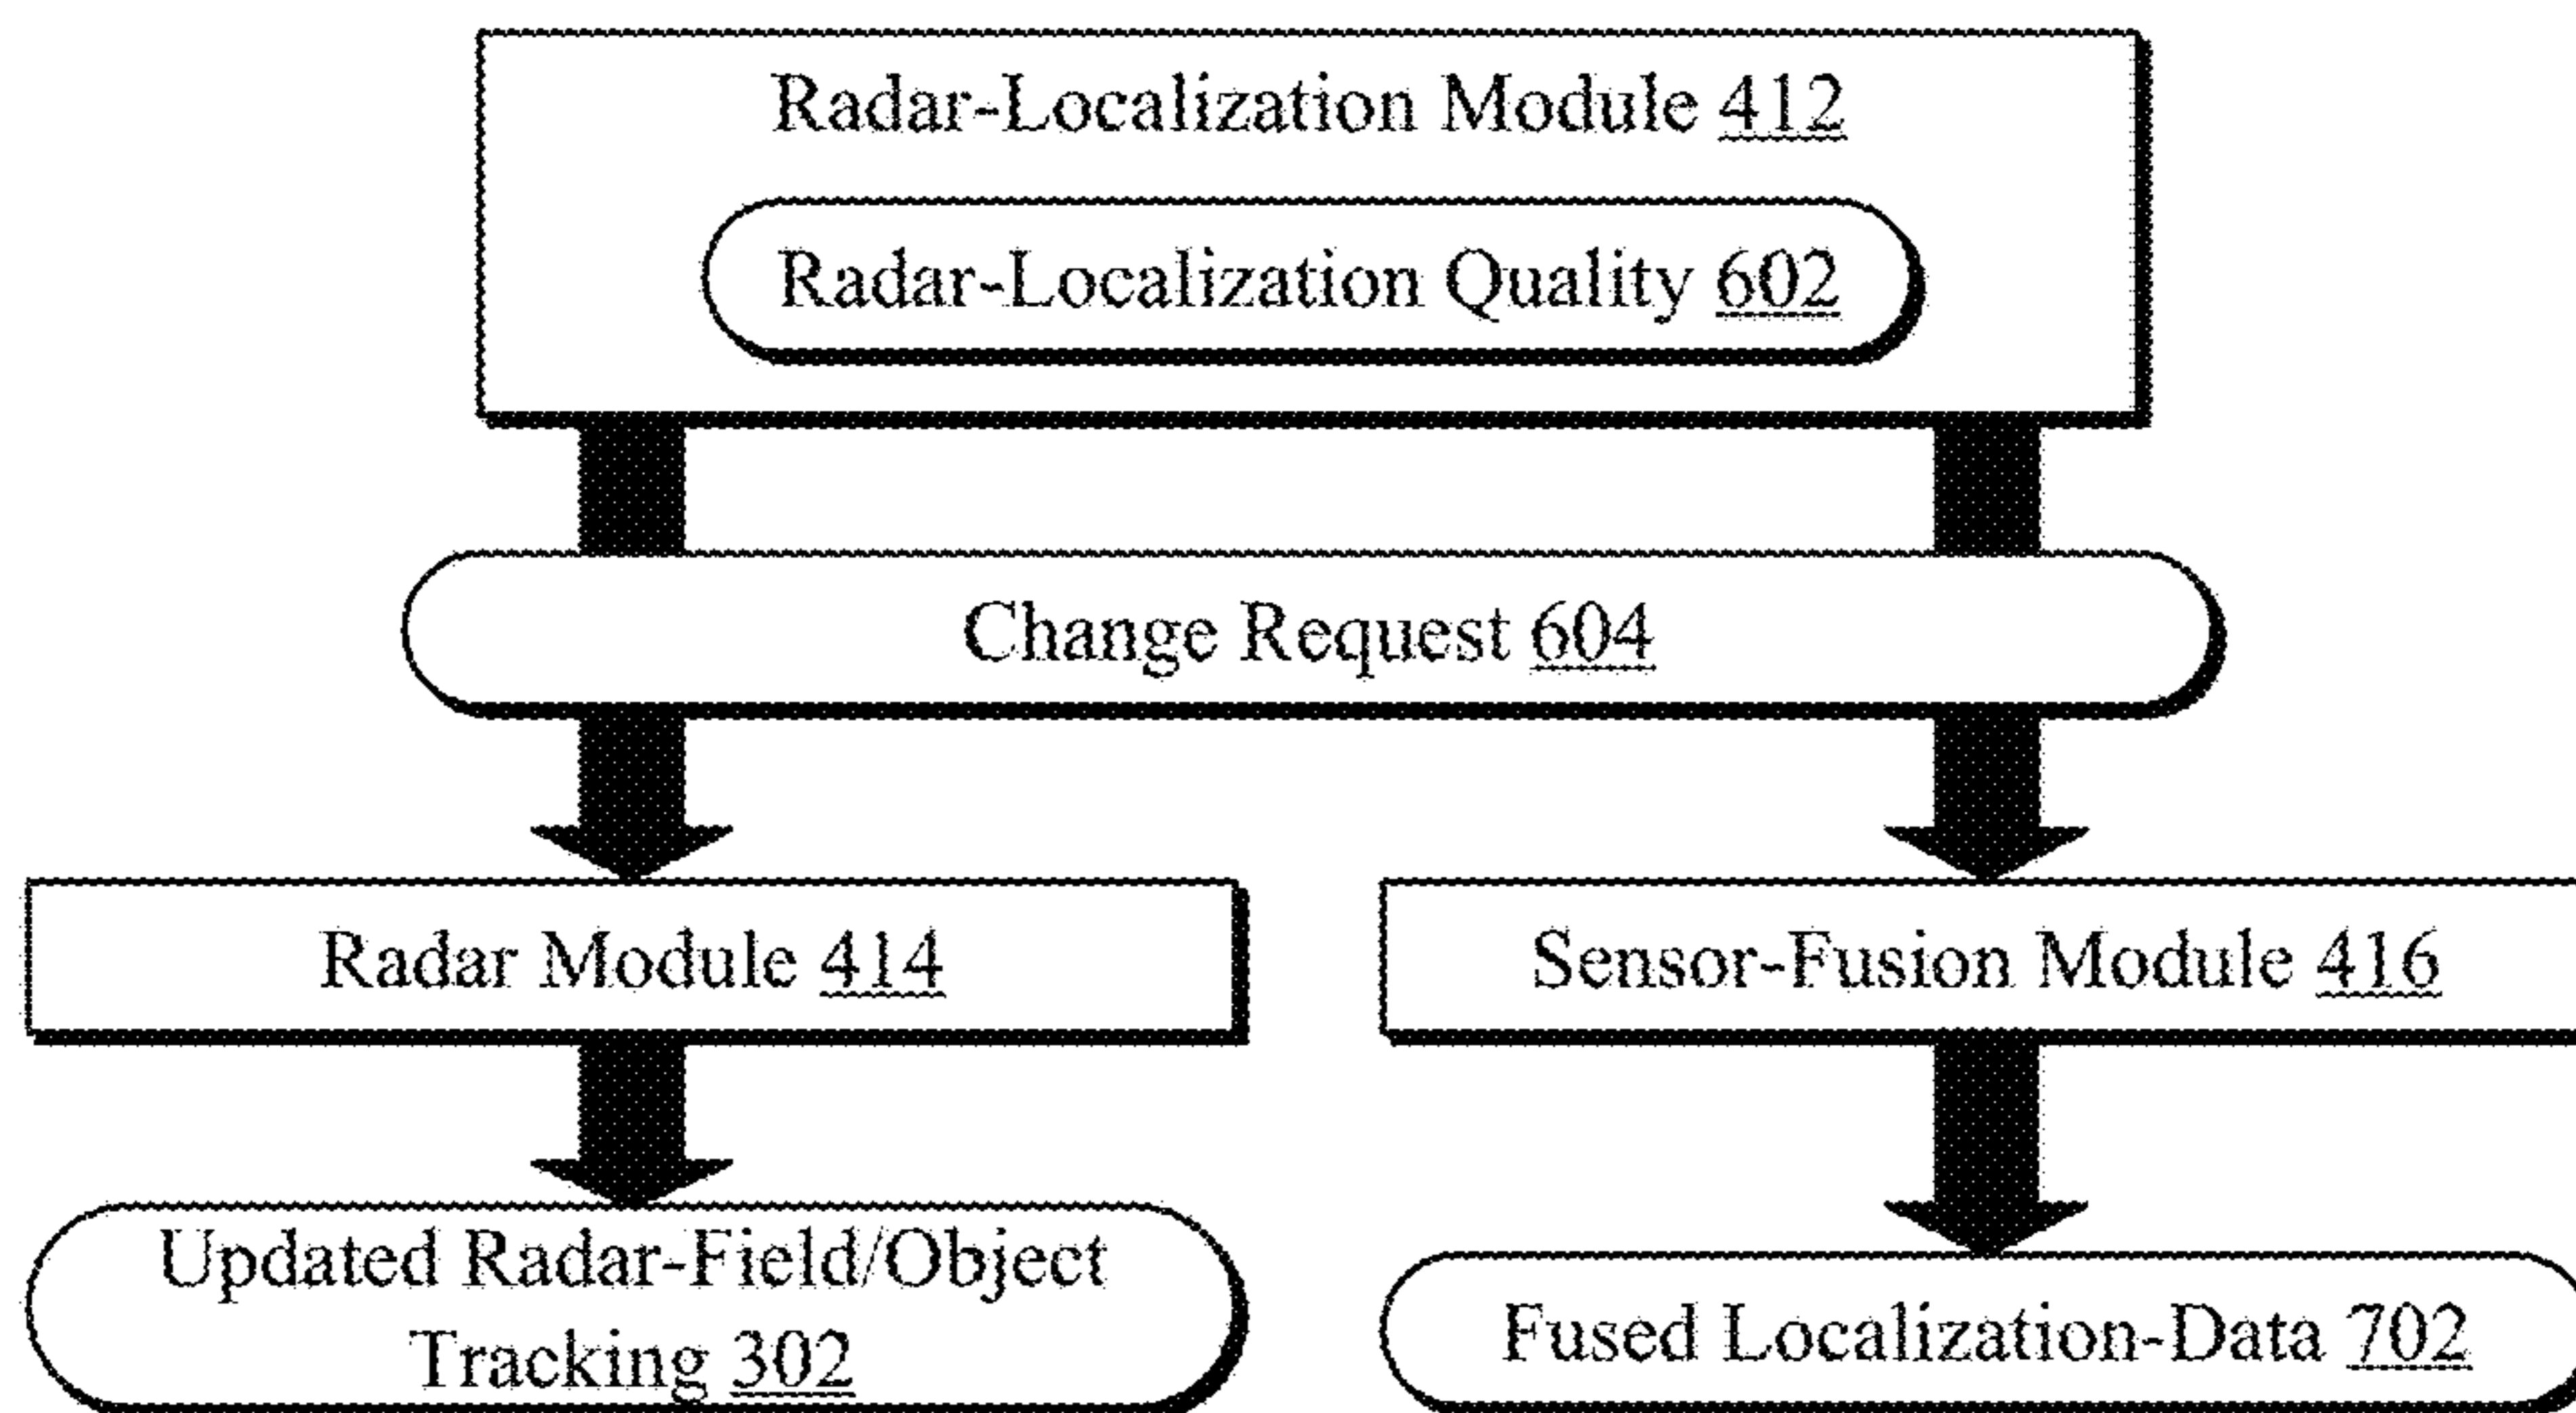 Radar-Localization Module 412
Radar-Localization Quality 602
Change Request 604
Radar Module 414
Sensor-Fusion Module 416
Updated Radar-Field/Object
Tracking 302
Fused Localization-Data 702